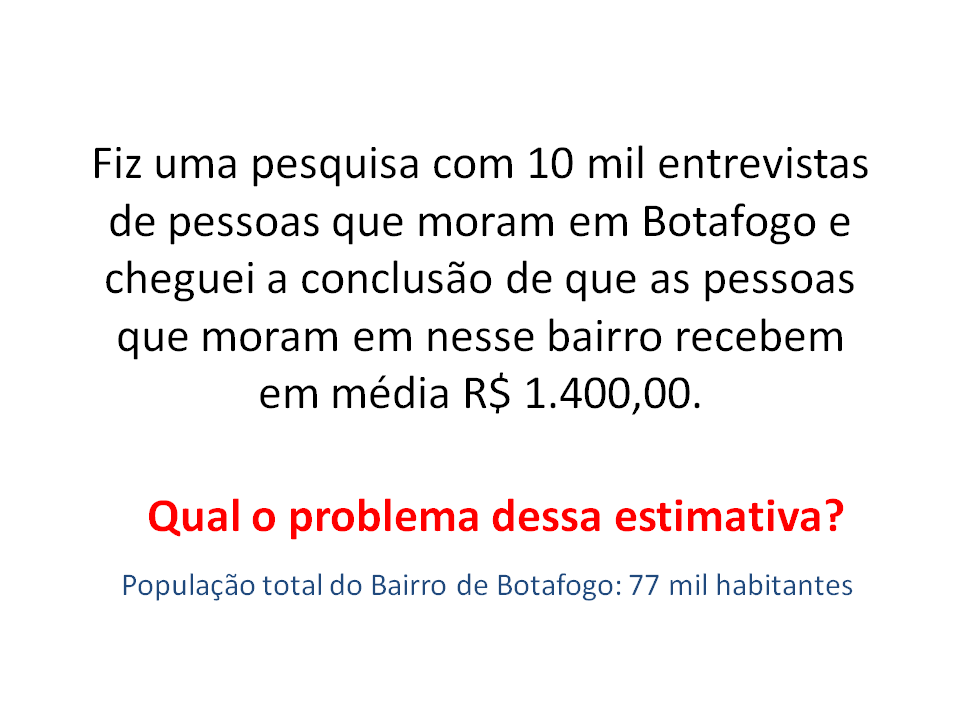 Fiz uma pesquisa com 10 mil entrevistas
de pessoas que moram em Botafogo e
cheguei a conclusão de que as pessoas
que moram em nesse bairro recebem
em média R$ 1.400,00.
Qual o problema dessa estimativa?
População total do Bairro de Botafogo: 77 mil habitantes